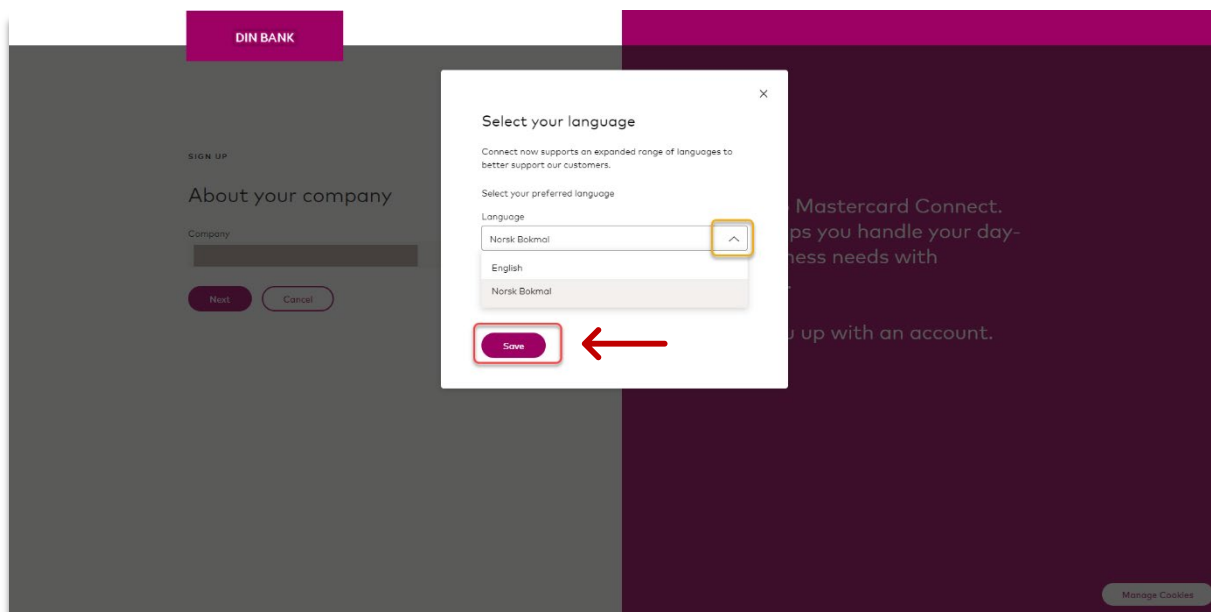 DIN BANK
SIGN UP
About your company
Company
Next
Cancel
Select your language
Connect now supports an expanded range of languages to
better support our customers.
Select your preferred language
Language
Norsk Bokmal
English
Norsk Bokmal
Save
Mastercard Connect.
ps you handle your day-
ness needs with
up with an account.
Manage Cookies